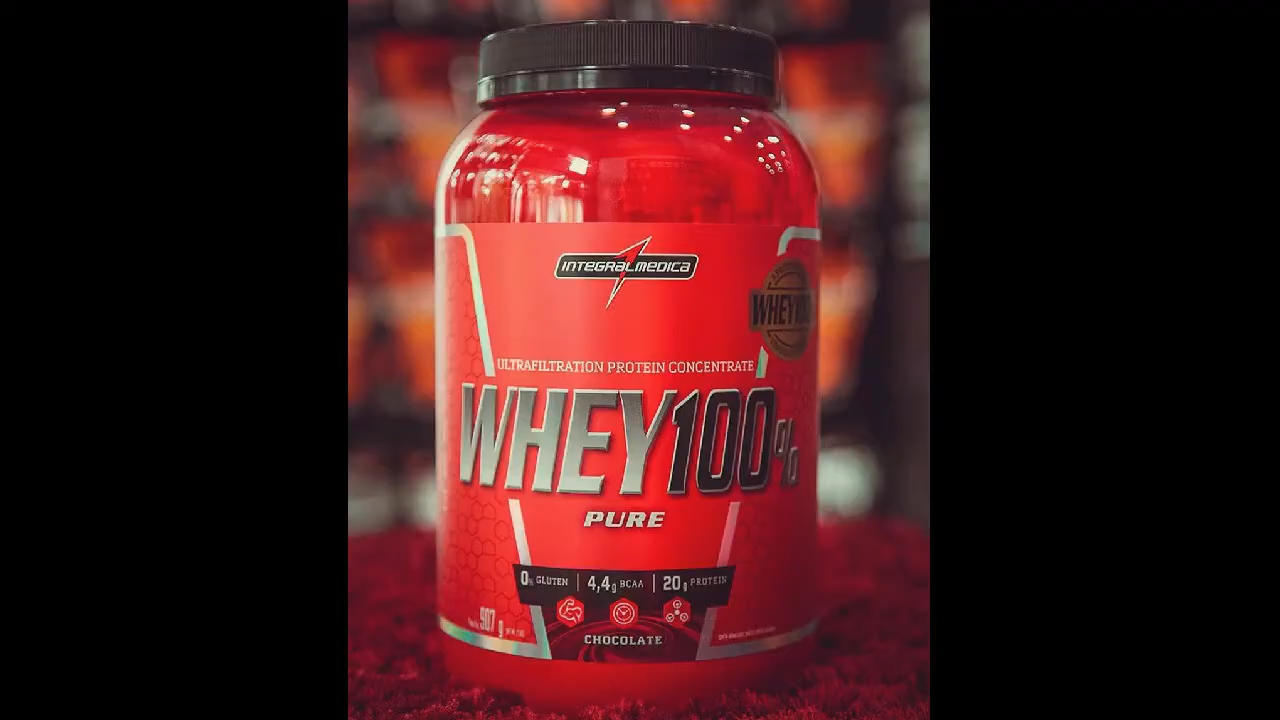 INTEGRALMEDICA
WHEY100
ULTRAFILTRATION PROTEIN CONCENTRATE
WHEY100%
PURE
0% GLUTEN | 4,4g BCAA | 20g PROTEIN
907 g
CHOCOLATE